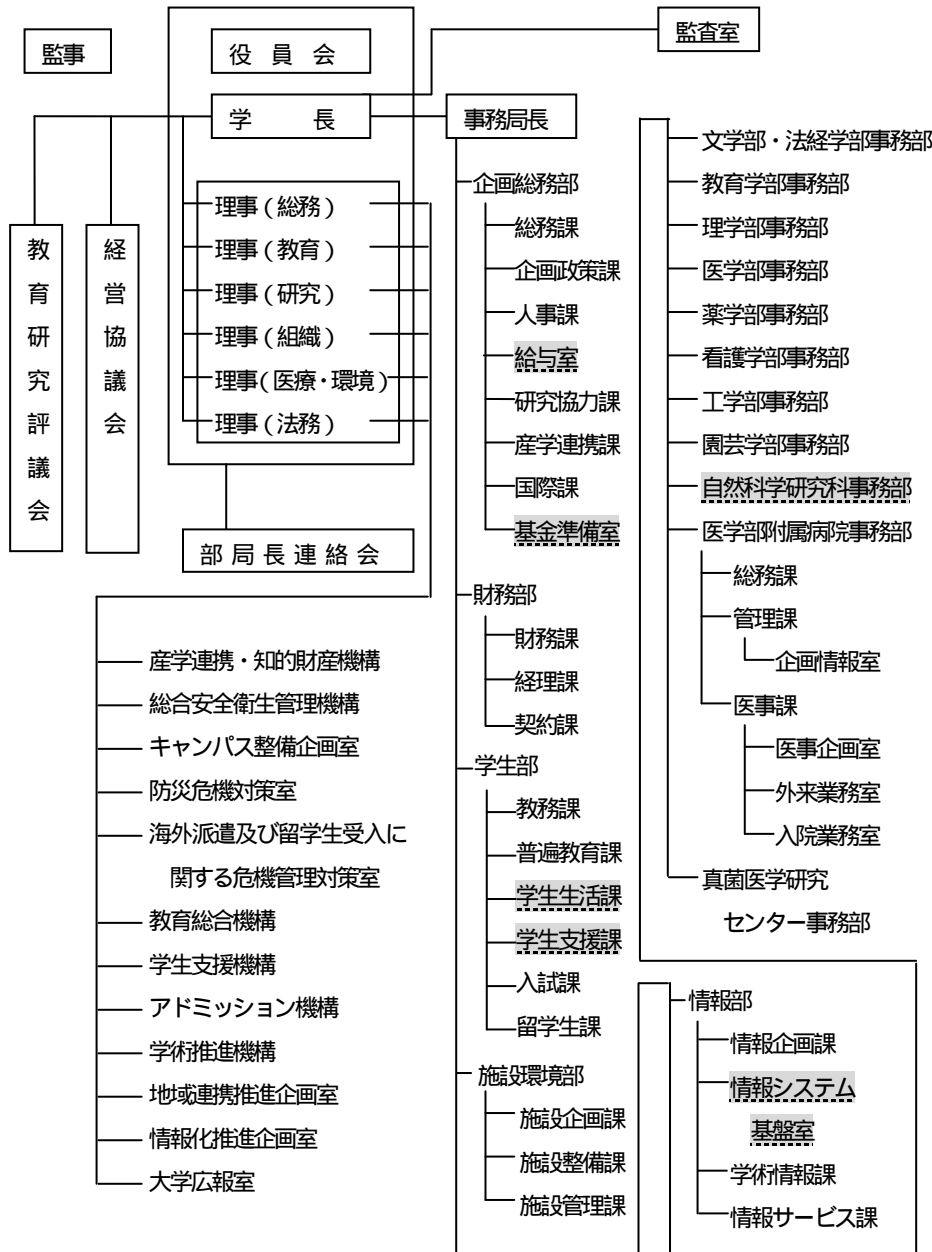 監事
役員会
監査室
学長
事務局長
教育研究評議会
経営協議会
理事(総務)
理事(教育)
理事(研究)
理事(組織)
理事(医療・環境)
理事(法務)
部局長連絡会
産学連携・知的財産機構
総合安全衛生管理機構
キャンパス整備企画室
防災危機対策室
海外派遣及び留学生受入に
関する危機管理対策室
教育総合機構
学生支援機構
アドミッション機構
学術推進機構
地域連携推進企画室
情報化推進企画室
大学広報室
企画総務部
総務課
企画政策課
人事課
給与室
研究協力課
産学連携課
国際課
基金準備室
財務部
財務課
経理課
契約課
学生部
教務課
普遍教育課
学生生活課
学生支援課
入試課
留学生課
施設環境部
施設企画課
施設整備課
施設管理課
文学部・法経学部事務部
教育学部事務部
理学部事務部
医学部事務部
薬学部事務部
看護学部事務部
工学部事務部
園芸学部事務部
自然科学研究科事務部
医学部附属病院事務部
総務課
管理課
企画情報室
医事課
医事企画室
外来業務室
入院業務室
真菌医学研究
センター事務部
情報部
情報企画課
情報システム
基盤室
学術情報課
情報サービス課